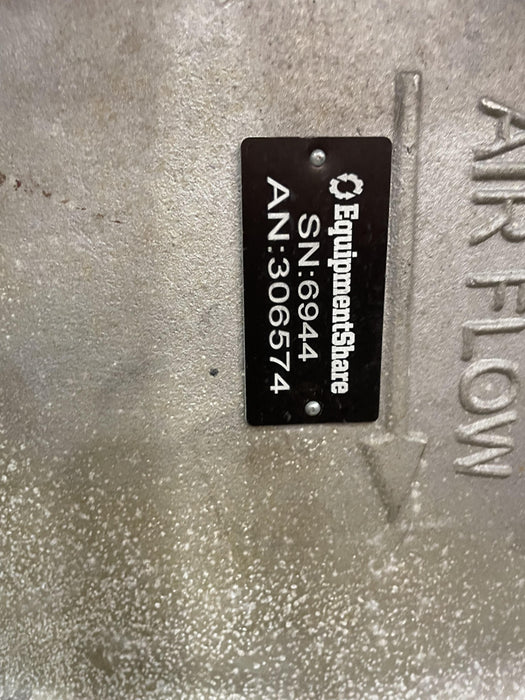 AIR FLOW
EquipmentShare
SN:6944
AN:306574